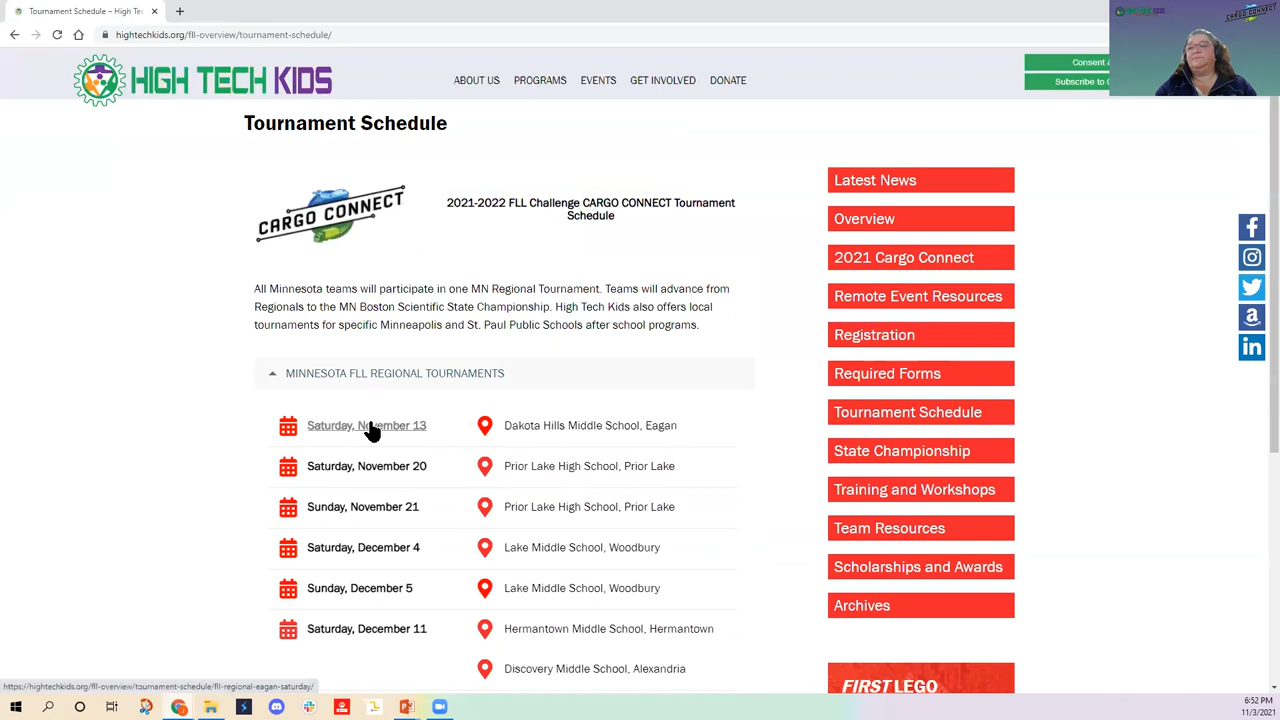 Tournament Schedule – High Te
hightechkids.org/fll-overview/tournament-schedule/
HIGH TECH KIDS
ABOUT US
PROGRAMS
EVENTS
GET INVOLVED
DONATE
Consent
Subscribe to
CARGO CONNECT
Tournament Schedule
CARGO CONNECT
2021-2022 FLL Challenge CARGO CONNECT Tournament
Schedule
All Minnesota teams will participate in one MN Regional Tournament. Teams will advance from
Regionals to the MN Boston Scientific State Championship. High Tech Kids also offers local
tournaments for specific Minneapolis and St. Paul Public Schools after school programs.
MINNESOTA FLL REGIONAL TOURNAMENTS
Saturday, November 13 Dakota Hills Middle School, Eagan
Saturday, November 20 Prior Lake High School, Prior Lake
Sunday, November 21 Prior Lake High School, Prior Lake
Saturday, December 4 Lake Middle School, Woodbury
Sunday, December 5 Lake Middle School, Woodbury
Saturday, December 11 Hermantown Middle School, Hermantown
Discovery Middle School, Alexandria
Latest News
Overview
2021 Cargo Connect
Remote Event Resources
Registration
Required Forms
Tournament Schedule
State Championship
Training and Workshops
Team Resources
Scholarships and Awards
Archives
FIRST LEGO
https://hightechkids.org/fll-overview/tournament-schedule/fll-regional-eagan-saturday/
6:52 PM
11/3/2021